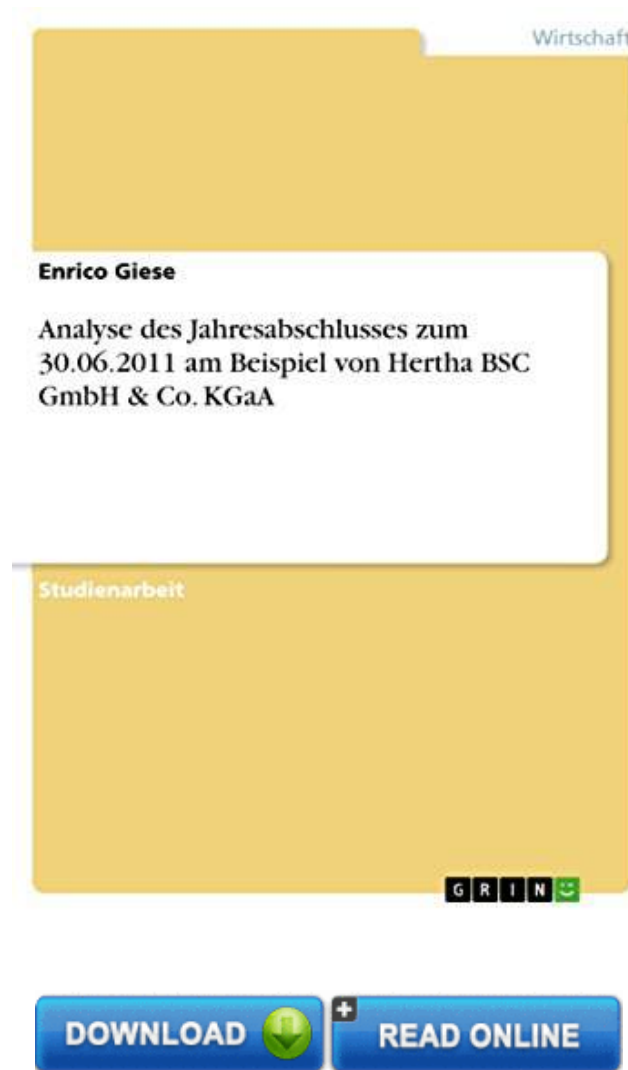 Wirtschaft
Enrico Giese
Analyse des Jahresabschlusses zum
30.06.2011 am Beispiel von Hertha BSC
GmbH & Co. KGaA
Studienarbeit
GRIN
DOWNLOAD
READ ONLINE